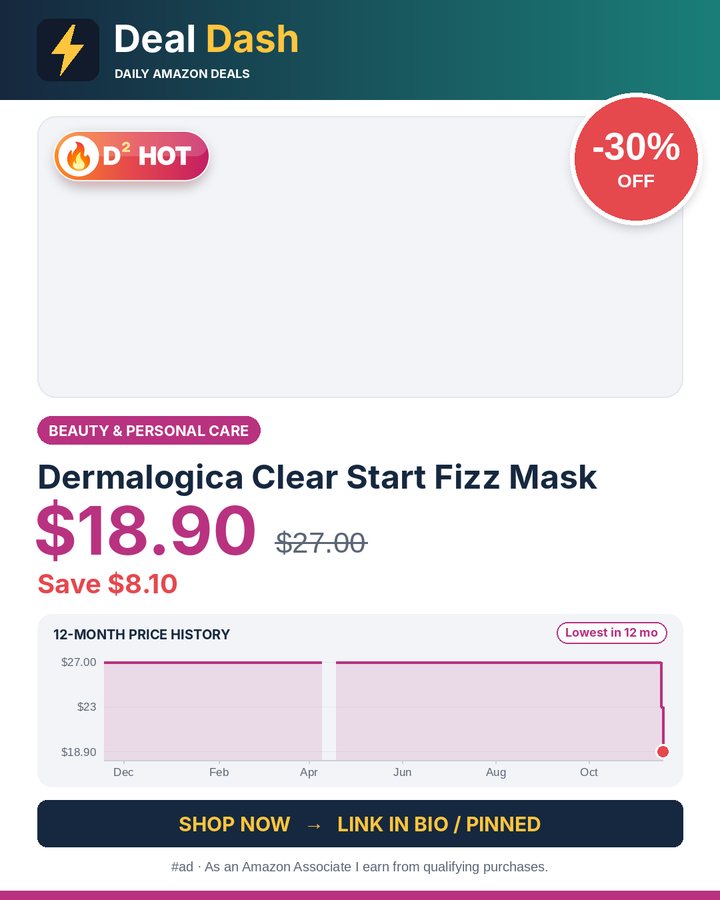 Deal Dash
DAILY AMAZON DEALS
D² HOT
-30%
OFF
BEAUTY & PERSONAL CARE
Dermalogica Clear Start Fizz Mask
$18.90 $27.00
Save $8.10
12-MONTH PRICE HISTORY
Lowest in 12 mo
$27.00
$23
$18.90
Dec Feb Apr Jun Aug Oct
SHOP NOW → LINK IN BIO / PINNED
#ad · As an Amazon Associate I earn from qualifying purchases.